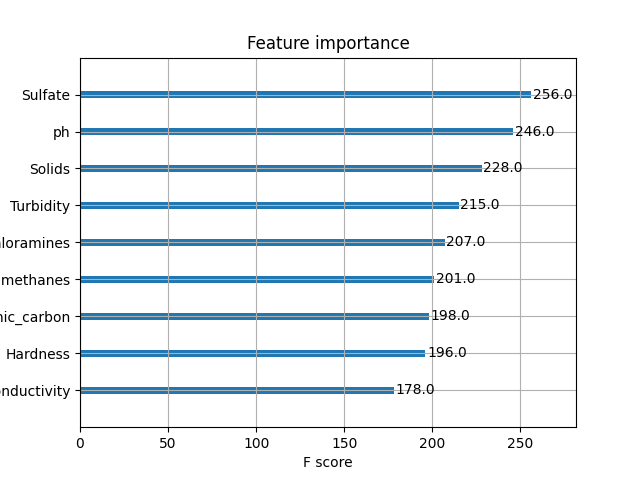 Feature importance
Sulfate 256.0
ph 246.0
Solids 228.0
Turbidity 215.0
loramines 207.0
methanes 201.0
nic_carbon 198.0
Hardness 196.0
nductivity 178.0
0 50 100 150 200 250
F score